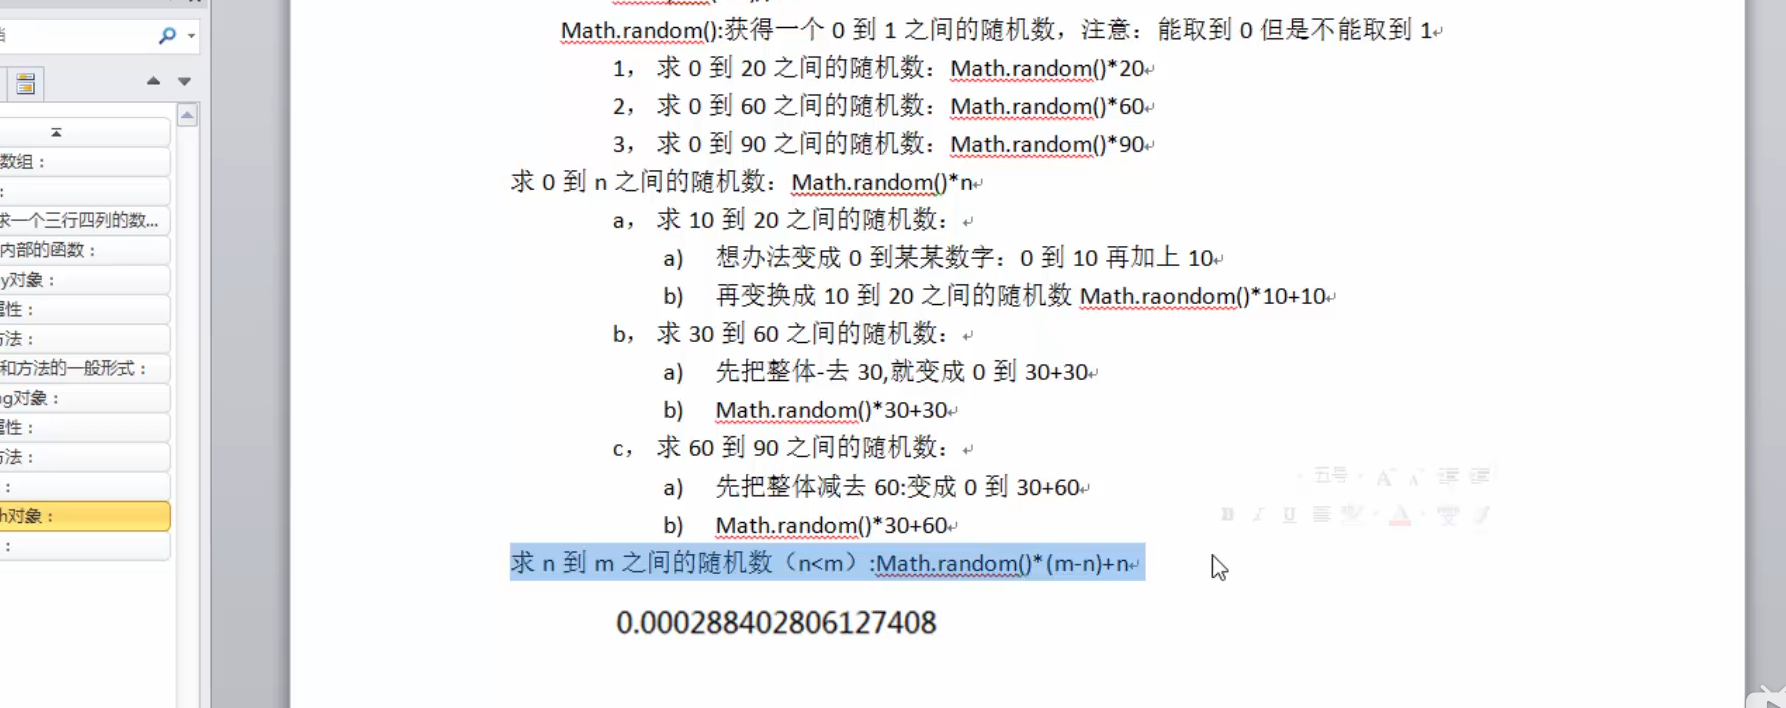 Math.random():获得一个 0 到 1 之间的随机数，注意：能取到 0 但是不能取到 1
1， 求 0 到 20 之间的随机数：Math.random()*20
2， 求 0 到 60 之间的随机数：Math.random()*60
3， 求 0 到 90 之间的随机数：Math.random()*90
求 0 到 n 之间的随机数：Math.random()*n
a， 求 10 到 20 之间的随机数：
a) 想办法变成 0 到某某数字：0 到 10 再加上 10
b) 再变换成 10 到 20 之间的随机数 Math.raondom()*10+10
b， 求 30 到 60 之间的随机数：
a) 先把整体-去 30,就变成 0 到 30+30
b) Math.random()*30+30
c， 求 60 到 90 之间的随机数：
a) 先把整体减去 60:变成 0 到 30+60
b) Math.random()*30+60
求 n 到 m 之间的随机数（n<m）:Math.random()*(m-n)+n
0.000288402806127408
数组：
：
求一个三行四列的数...
内部的函数：
y对象：
属性：
方法：
和方法的一般形式：
ng对象：
属性：
方法：
：
h对象：
：
五号